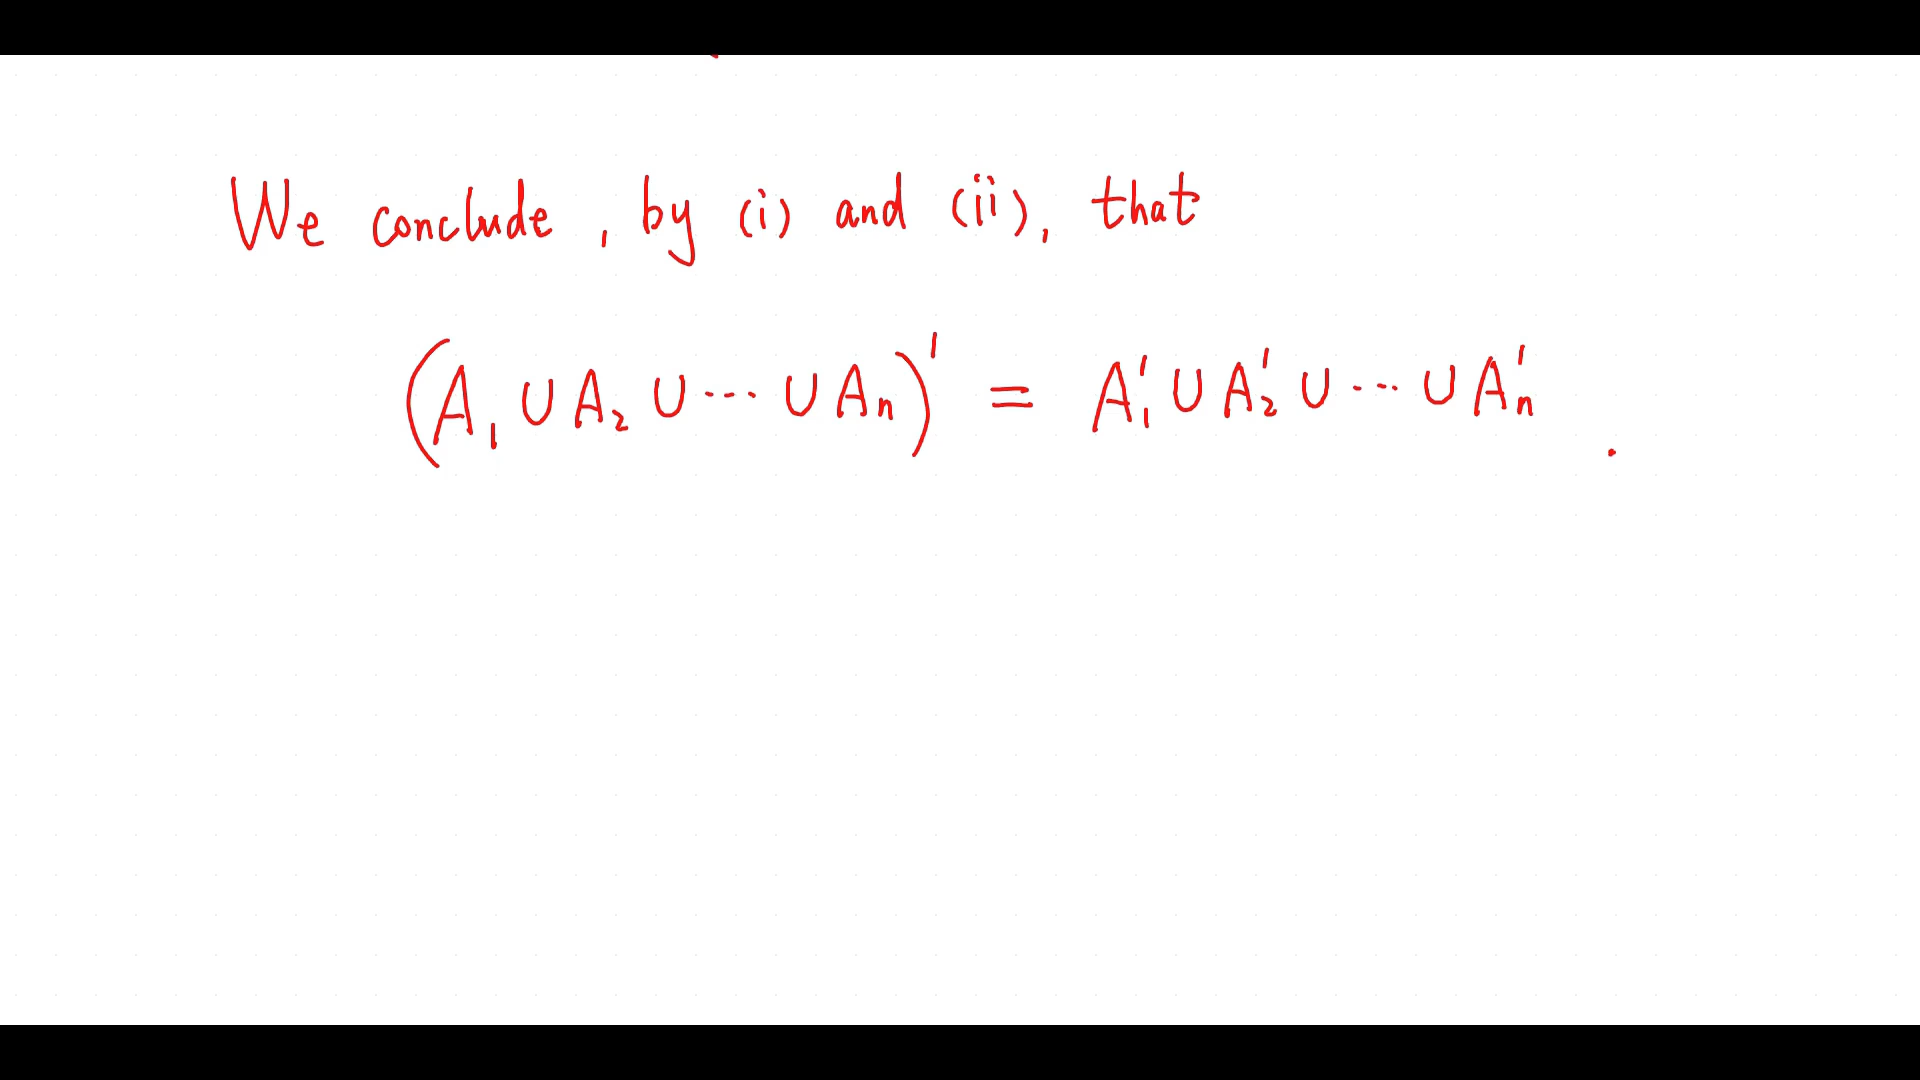 We conclude, by (i) and (ii), that
(A₁ ∪ A₂ ∪ ⋯ ∪ Aₙ)' = A₁' ∪ A₂' ∪ ⋯ ∪ Aₙ' .